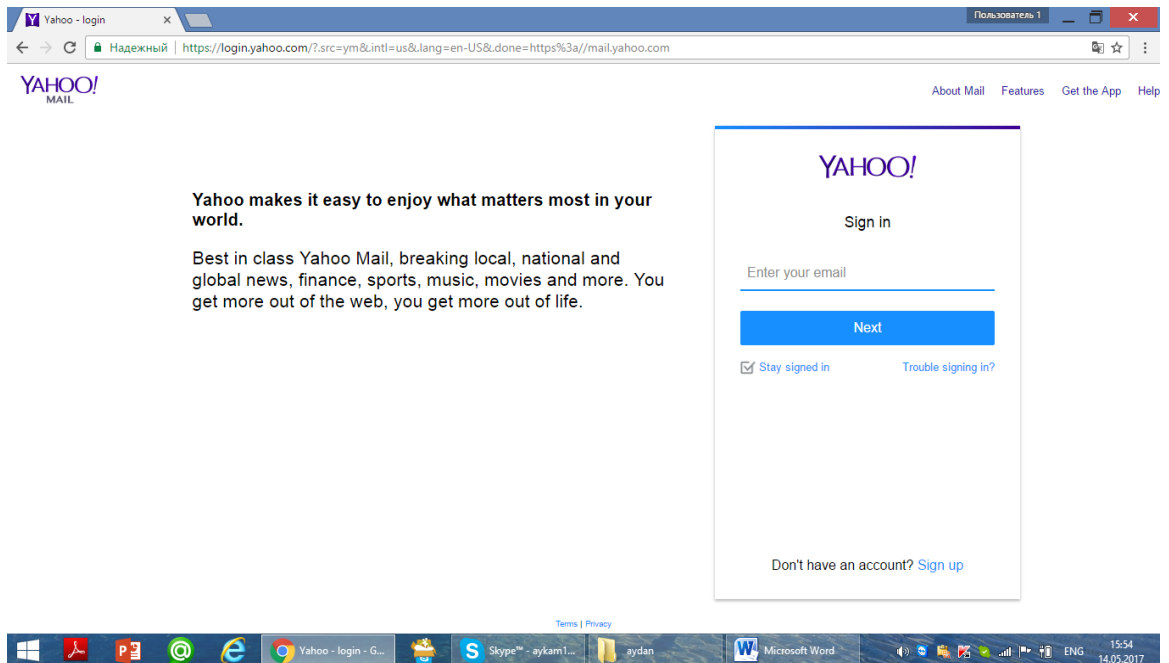 Yahoo - login
Пользователь 1
Надежный
https://login.yahoo.com/?.src=ym&.intl=us&.lang=en-US&.done=https%3a//mail.yahoo.com
YAHOO!
MAIL
About Mail Features Get the App Help
YAHOO!
Yahoo makes it easy to enjoy what matters most in your
world.
Best in class Yahoo Mail, breaking local, national and
global news, finance, sports, music, movies and more. You
get more out of the web, you get more out of life.
Sign in
Enter your email
Next
Stay signed in
Trouble signing in?
Don't have an account? Sign up
Terms | Privacy
Yahoo - login - G...
Skype™ - aykam1...
aydan
Microsoft Word
ENG
15:54
14.05.2017